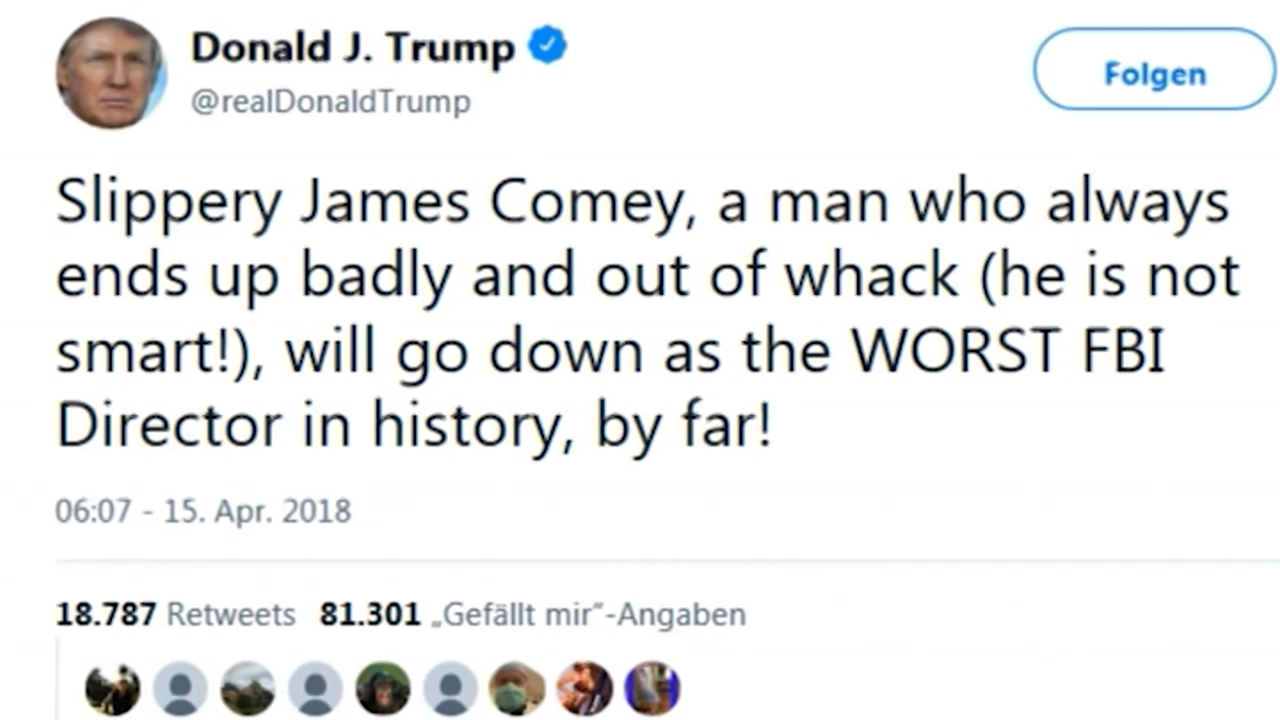 Donald J. Trump
@realDonaldTrump
Folgen
Slippery James Comey, a man who always
ends up badly and out of whack (he is not
smart!), will go down as the WORST FBI
Director in history, by far!
06:07 - 15. Apr. 2018
18.787 Retweets 81.301 „Gefällt mir“-Angaben